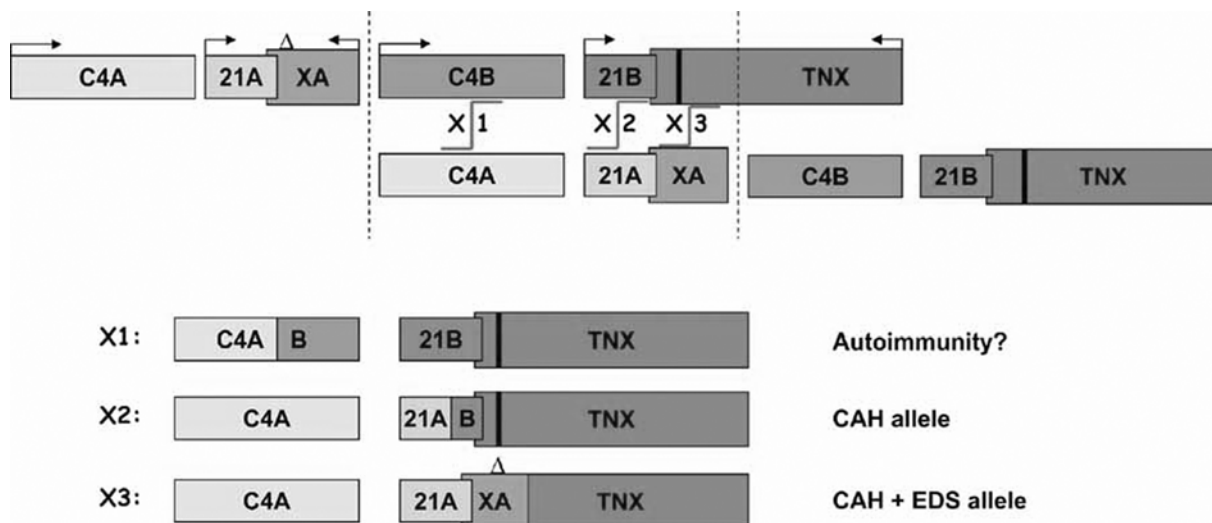 Δ
C4A 21A XA C4B 21B TNX
X 1 X 2 X 3
C4A 21A XA C4B 21B TNX
X1: C4A B 21B TNX Autoimmunity?
X2: C4A 21A B TNX CAH allele
Δ
X3: C4A 21A XA TNX CAH + EDS allele